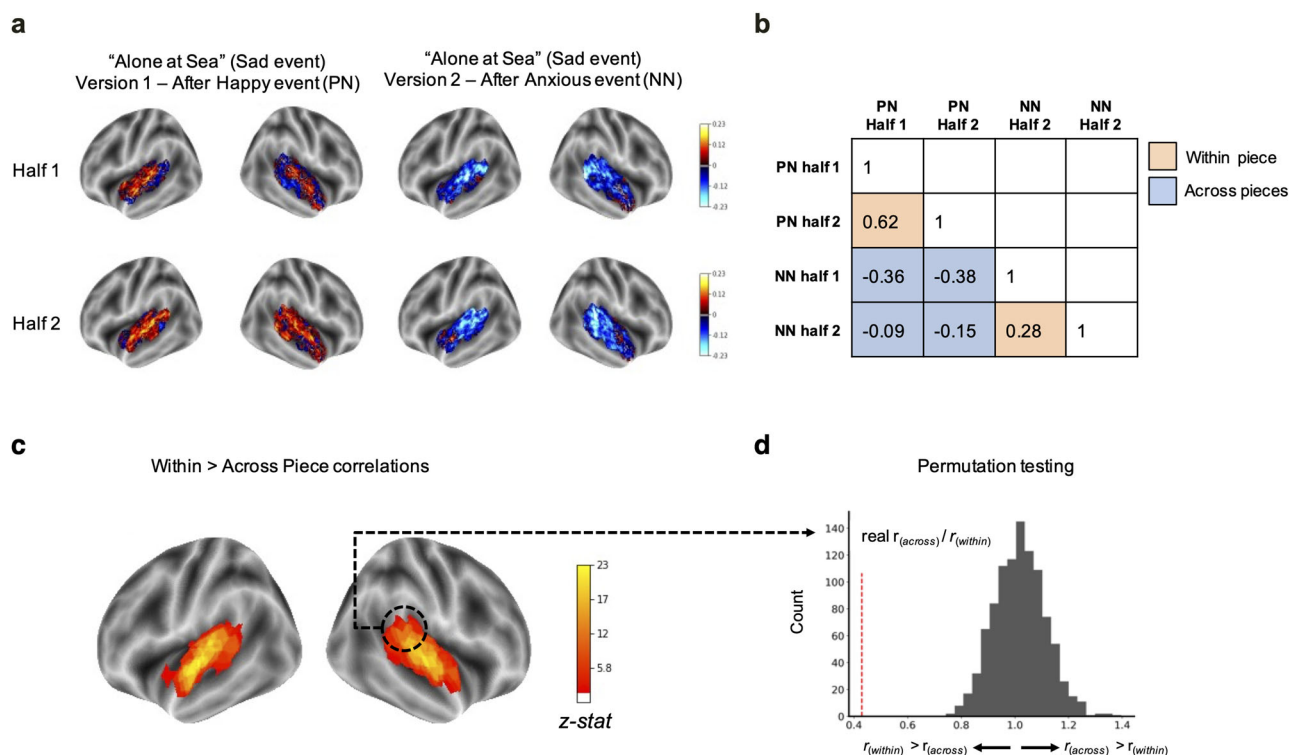 a
"Alone at Sea" (Sad event)
Version 1 – After Happy event (PN)
"Alone at Sea" (Sad event)
Version 2 – After Anxious event (NN)
Half 1
0.23
0.12
0
-0.12
-0.23
Half 2
0.23
0.12
0
-0.12
-0.23
b
PN Half 1
PN Half 2
NN Half 2
NN Half 2
PN half 1
1
PN half 2
0.62
1
NN half 1
-0.36
-0.38
1
NN half 2
-0.09
-0.15
0.28
1
Within piece
Across pieces
c
Within > Across Piece correlations
23
17
12
5.8
z-stat
d
Permutation testing
real r(across) / r(within)
Count
140
120
100
80
60
40
20
0
0.4
0.6
0.8
1.0
1.2
1.4
r(within) > r(across)
r(across) > r(within)